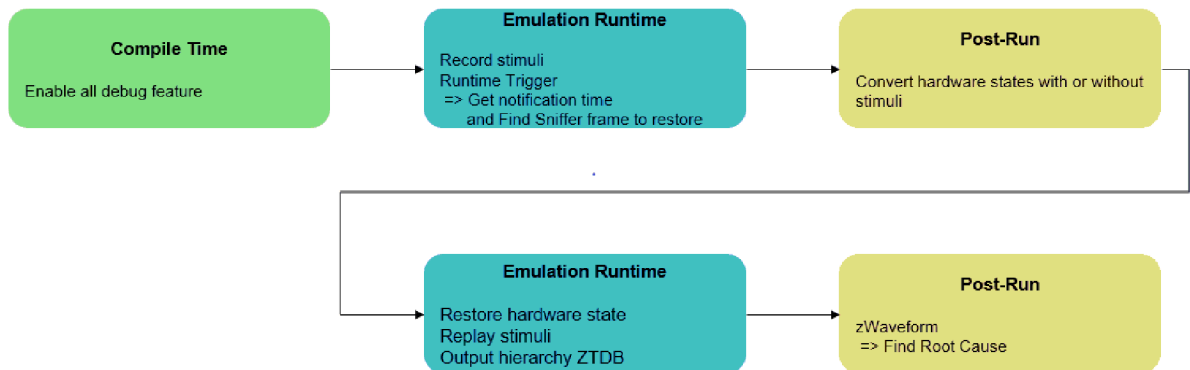 Compile Time
Enable all debug feature
Emulation Runtime
Record stimuli
Runtime Trigger
=> Get notification time
and Find Sniffer frame to restore
Post-Run
Convert hardware states with or without
stimuli
Emulation Runtime
Restore hardware state
Replay stimuli
Output hierarchy ZTDB
Post-Run
zWaveform
=> Find Root Cause